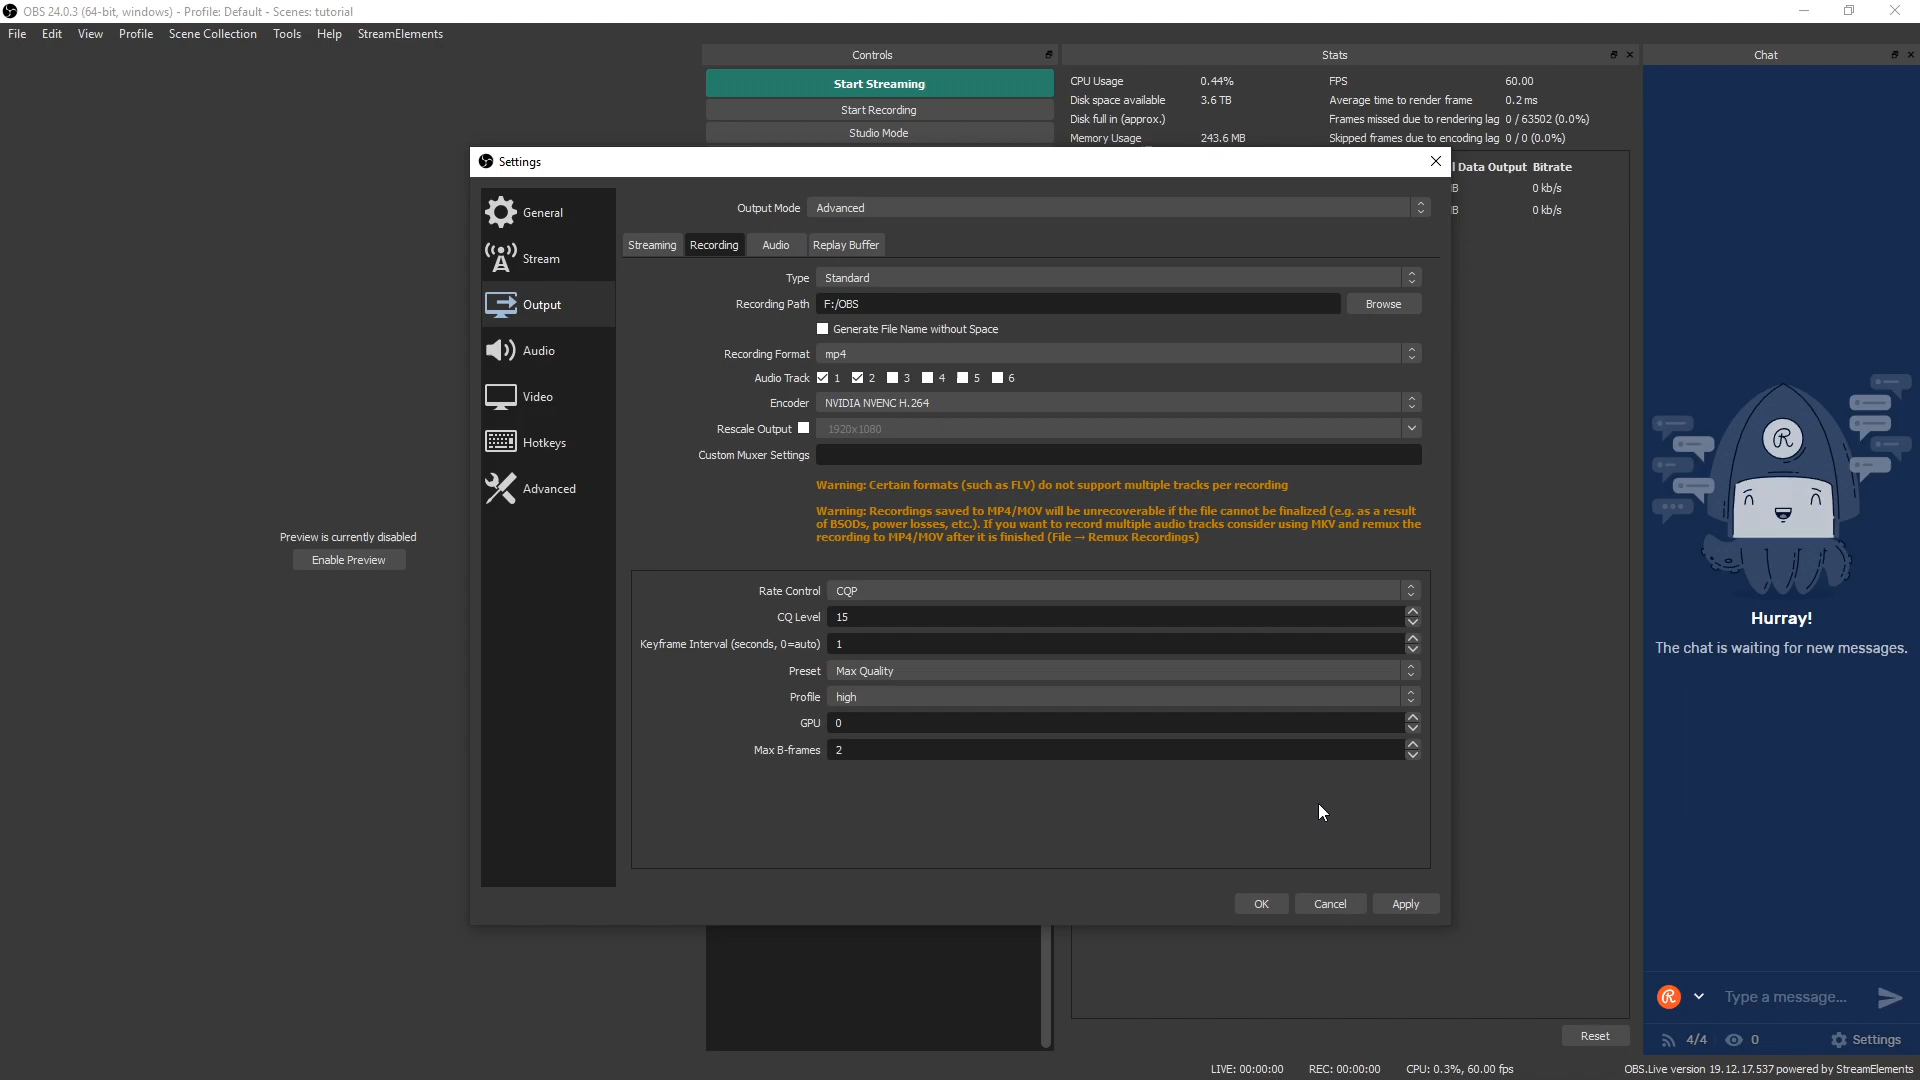 OBS 24.0.3 (64-bit, windows) - Profile: Default - Scenes: tutorial
File Edit View Profile Scene Collection Tools Help StreamElements
Controls
Start Streaming
Start Recording
Studio Mode
Stats
CPU Usage 0.44% FPS 60.00
Disk space available 3.6 TB Average time to render frame 0.2 ms
Disk full in (approx.) Frames missed due to rendering lag 0 / 63502 (0.0%)
Memory Usage 243.6 MB Skipped frames due to encoding lag 0 / 0 (0.0%)
l Data Output Bitrate
B 0 kb/s
B 0 kb/s
Chat
Preview is currently disabled
Enable Preview
Settings
General
Stream
Output
Audio
Video
Hotkeys
Advanced
Output Mode Advanced
Streaming Recording Audio Replay Buffer
Type Standard
Recording Path F:/OBS Browse
Generate File Name without Space
Recording Format mp4
Audio Track 1 2 3 4 5 6
Encoder NVIDIA NVENC H.264
Rescale Output 1920x1080
Custom Muxer Settings
Warning: Certain formats (such as FLV) do not support multiple tracks per recording
Warning: Recordings saved to MP4/MOV will be unrecoverable if the file cannot be finalized (e.g. as a result
of BSODs, power losses, etc.). If you want to record multiple audio tracks consider using MKV and remux the
recording to MP4/MOV after it is finished (File → Remux Recordings)
Rate Control CQP
CQ Level 15
Keyframe Interval (seconds, 0=auto) 1
Preset Max Quality
Profile high
GPU 0
Max B-frames 2
OK Cancel Apply
Hurray!
The chat is waiting for new messages.
Type a message...
4/4 0 Settings
Reset
LIVE: 00:00:00 REC: 00:00:00 CPU: 0.3%, 60.00 fps OBS.Live version 19.12.17.537 powered by StreamElements